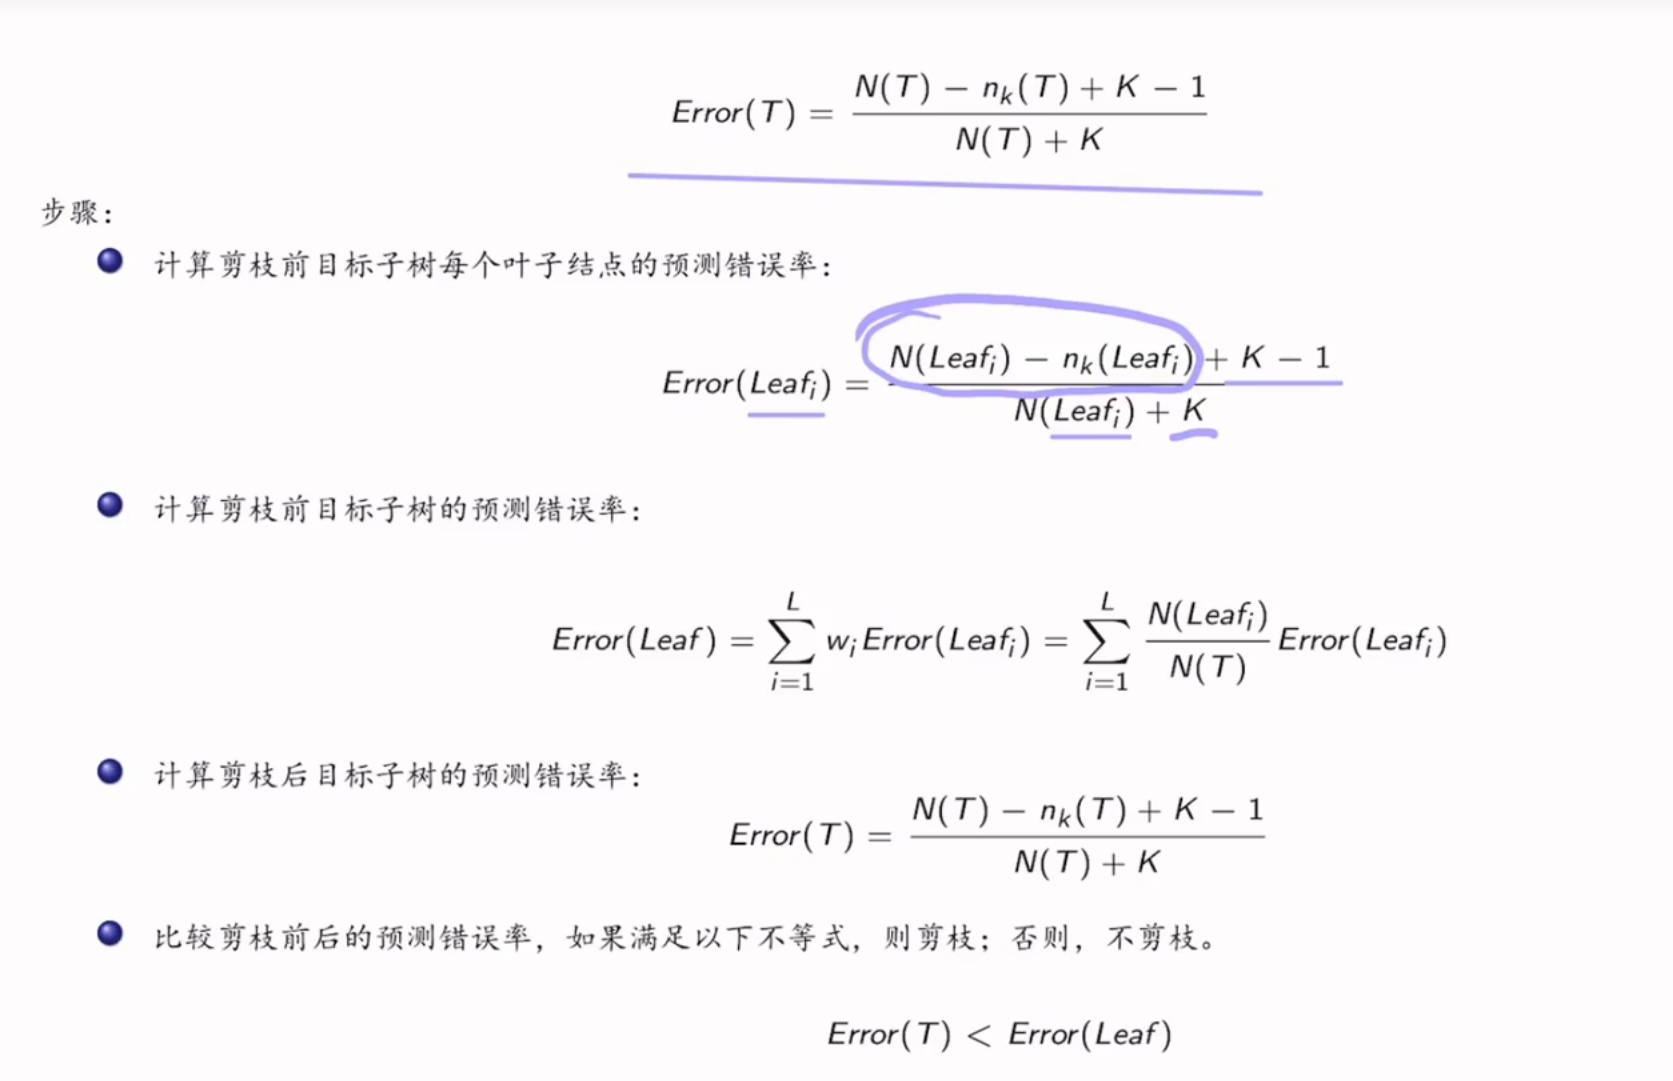 Error(T) = \frac{N(T) − n_k(T) + K − 1}{N(T) + K}
步骤：
计算剪枝前目标子树每个叶子结点的预测错误率：
Error(Leaf_i) = \frac{N(Leaf_i) − n_k(Leaf_i) + K − 1}{N(Leaf_i) + K}
计算剪枝前目标子树的预测错误率：
Error(Leaf) = \sum_{i=1}^{L} w_i Error(Leaf_i) = \sum_{i=1}^{L} \frac{N(Leaf_i)}{N(T)} Error(Leaf_i)
计算剪枝后目标子树的预测错误率：
Error(T) = \frac{N(T) − n_k(T) + K − 1}{N(T) + K}
比较剪枝前后的预测错误率，如果满足以下不等式，则剪枝；否则，不剪枝。
Error(T) < Error(Leaf)